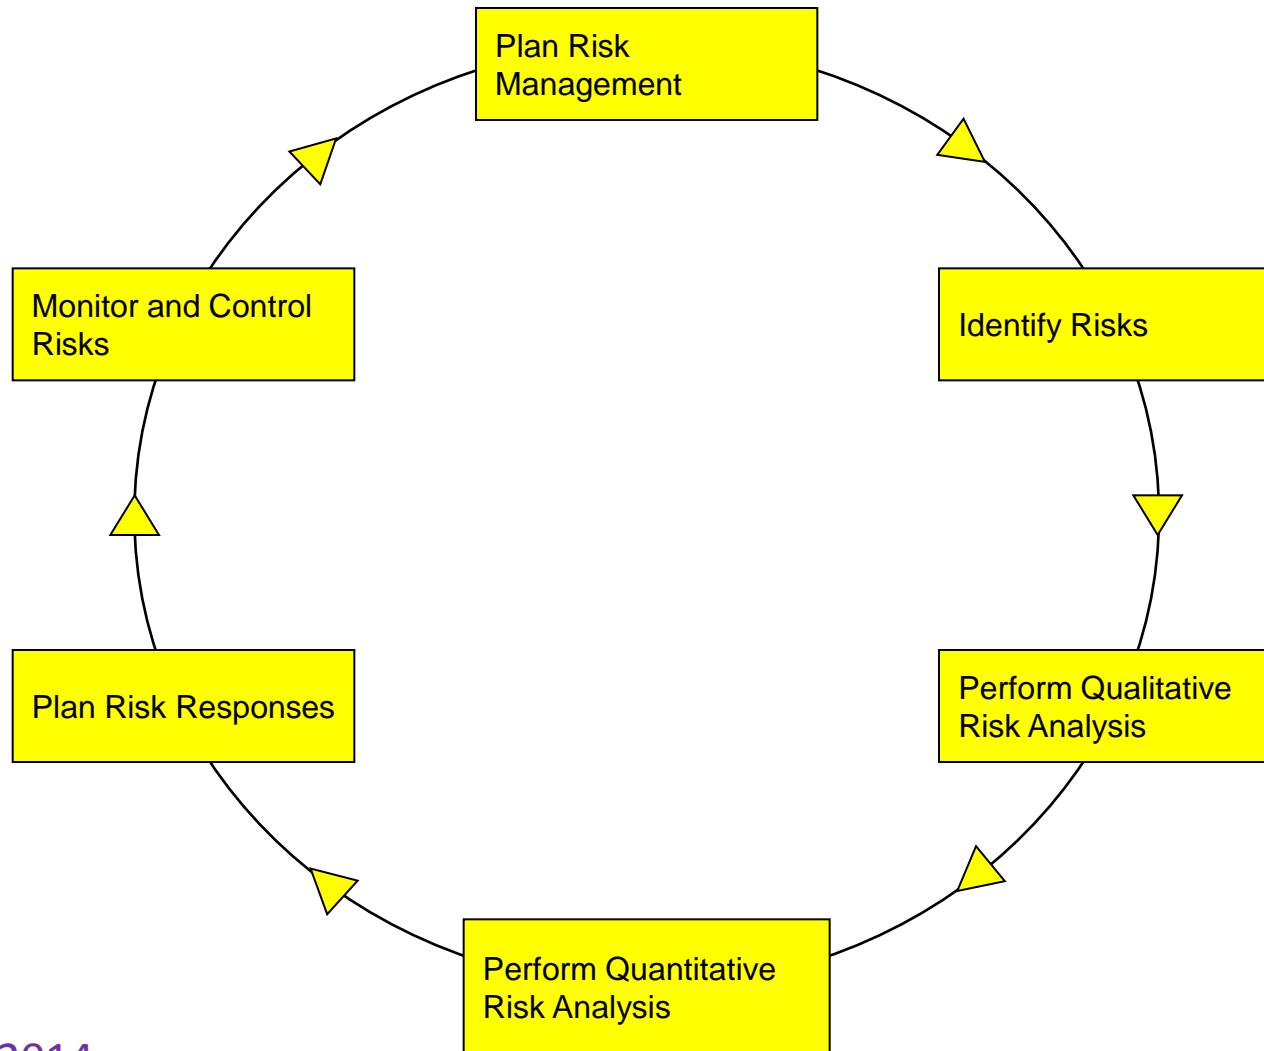 Plan Risk
Management
Identify Risks
Perform Qualitative
Risk Analysis
Perform Quantitative
Risk Analysis
Plan Risk Responses
Monitor and Control
Risks
2014